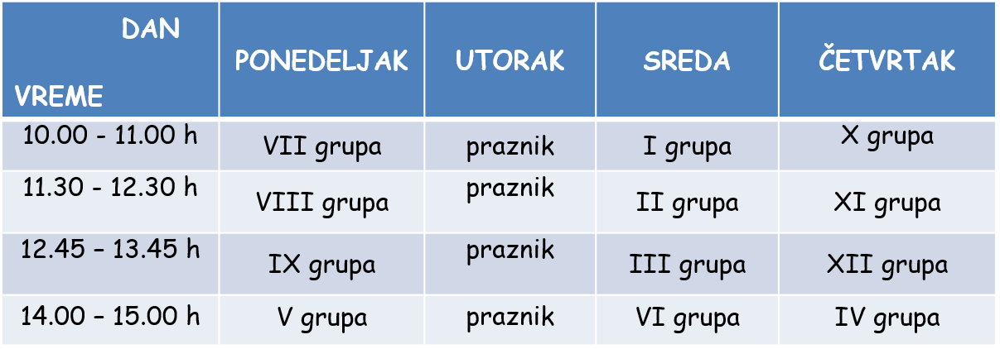 DAN
VREME
PONEDELJAK
UTORAK
SREDA
ČETVRTAK
10.00 - 11.00 h
VII grupa
praznik
I grupa
X grupa
11.30 - 12.30 h
VIII grupa
praznik
II grupa
XI grupa
12.45 – 13.45 h
IX grupa
praznik
III grupa
XII grupa
14.00 – 15.00 h
V grupa
praznik
VI grupa
IV grupa